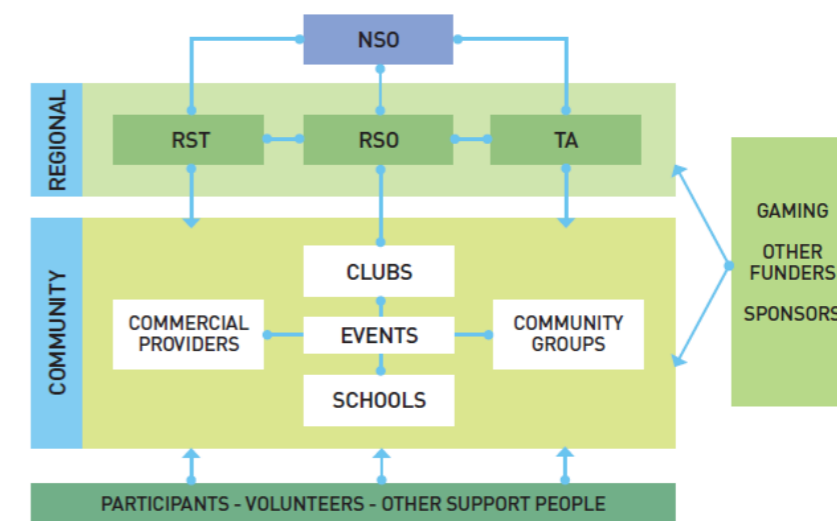 NSO
REGIONAL
RST
RSO
TA
COMMUNITY
CLUBS
COMMERCIAL
PROVIDERS
EVENTS
COMMUNITY
GROUPS
SCHOOLS
GAMING
OTHER
FUNDERS
SPONSORS
PARTICIPANTS - VOLUNTEERS - OTHER SUPPORT PEOPLE